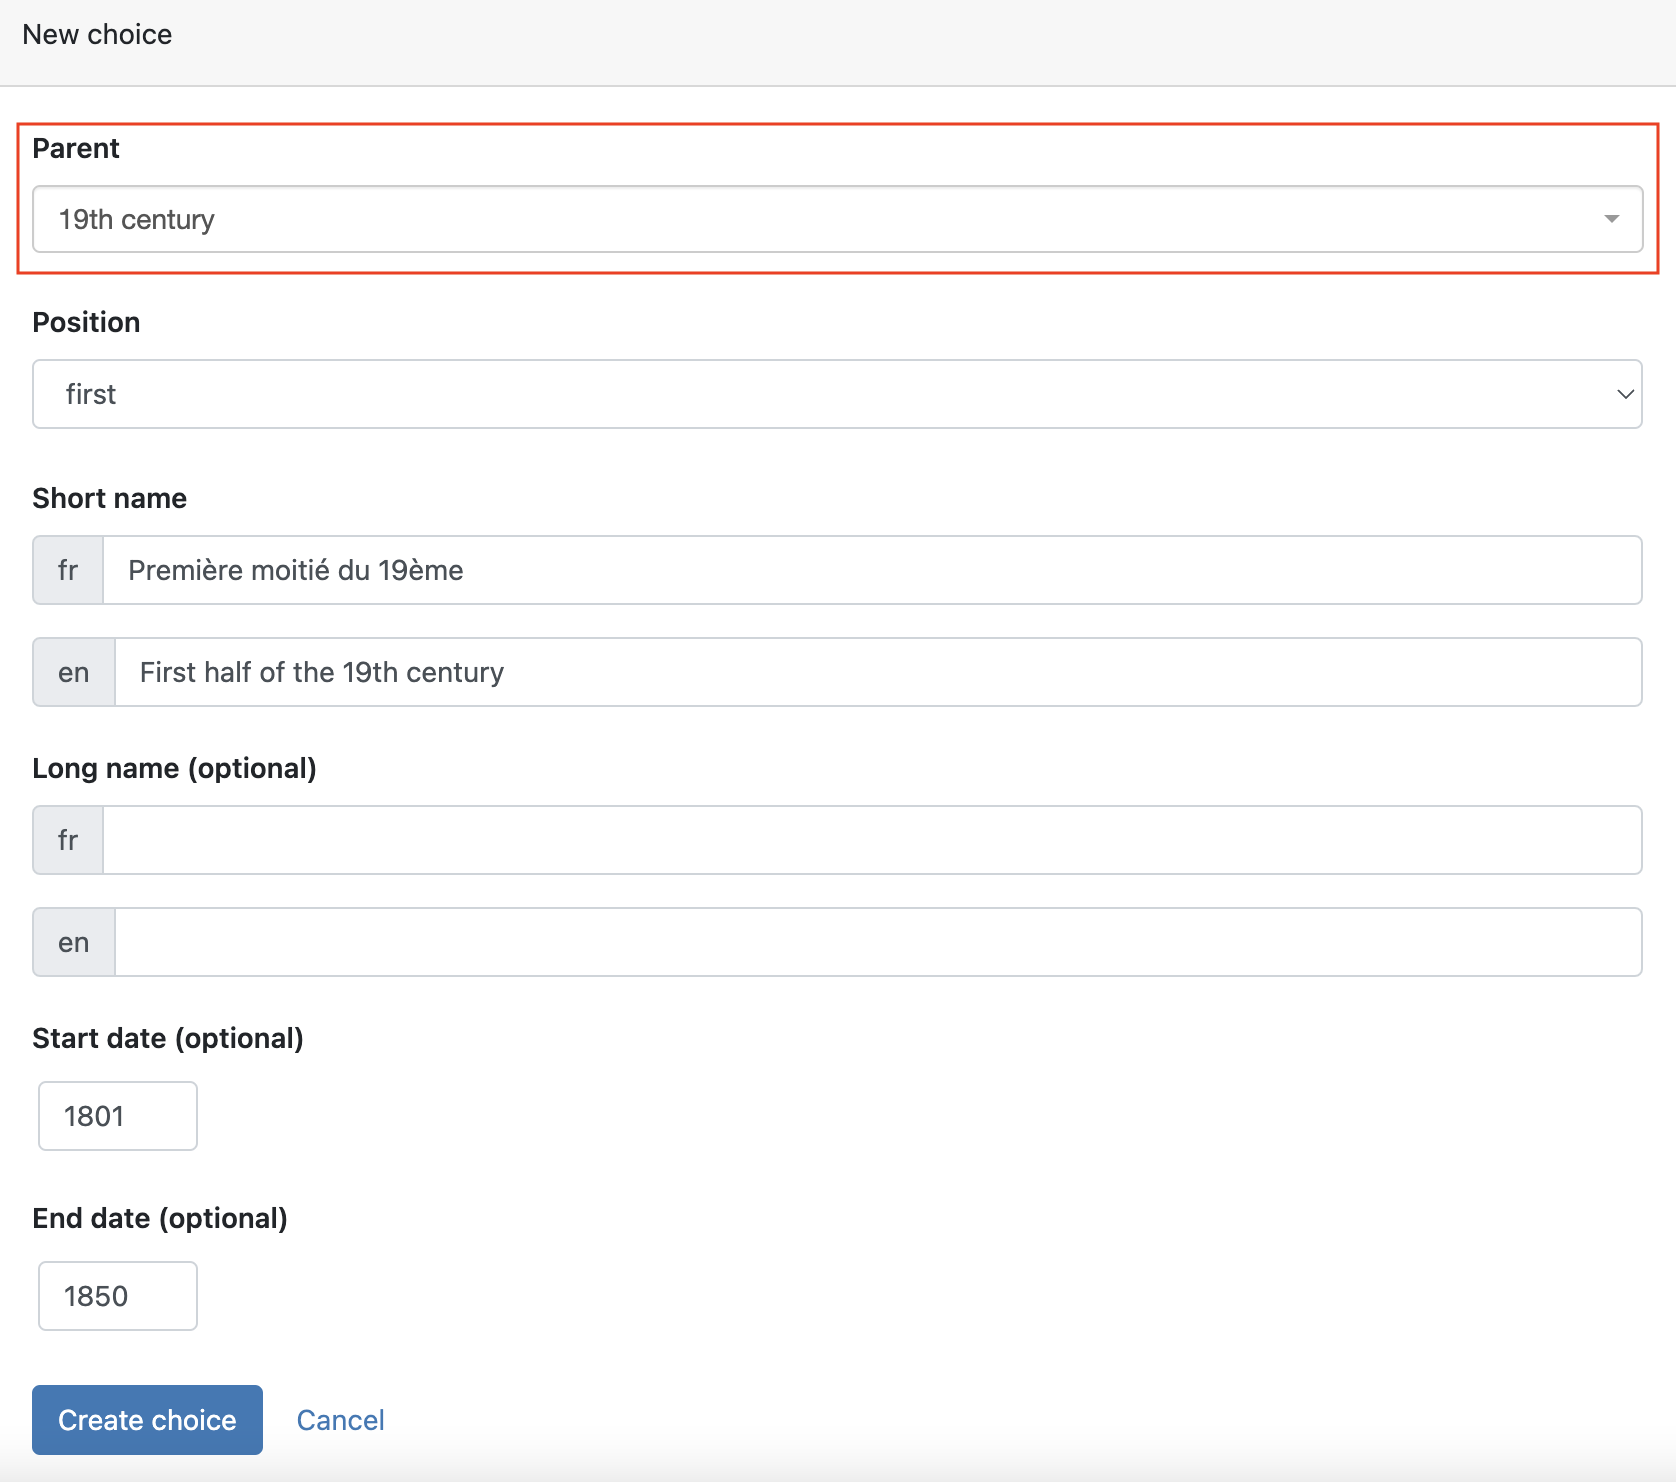 New choice
Parent
19th century
Position
first
Short name
fr Première moitié du 19ème
en First half of the 19th century
Long name (optional)
fr
en
Start date (optional)
1801
End date (optional)
1850
Create choice Cancel